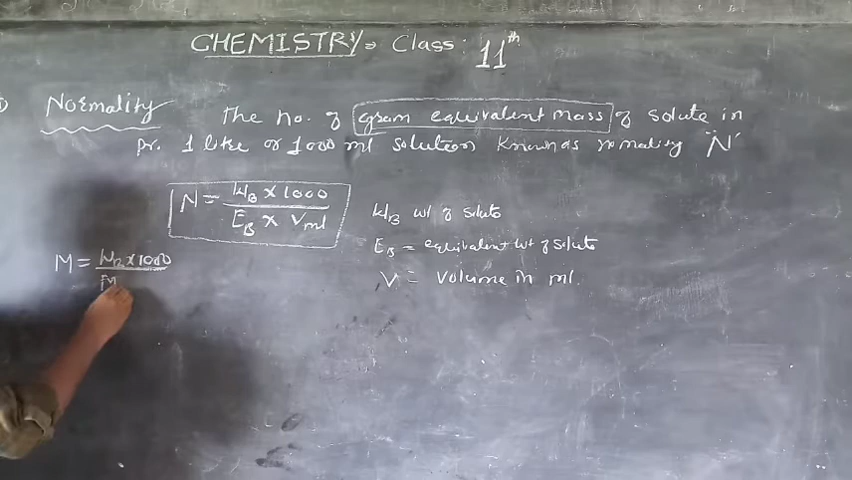 CHEMISTRY Class: 11th
Normality The no. of gram equivalent mass of solute in
pr. 1 litre or 1000 ml solution known as normality "N"
N = WB x 1000
EB x Vml
WB wt of solute
EB = equivalent wt of solute
V = Volume in ml.
M = WB x 1000
M